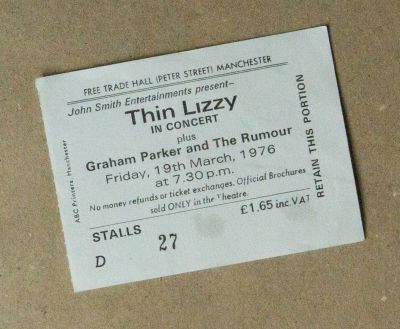 FREE TRADE HALL (PETER STREET) MANCHESTER
John Smith Entertainments present–
Thin Lizzy
IN CONCERT
plus
Graham Parker and The Rumour
Friday, 19th March, 1976
at 7.30 p.m.
No money refunds or ticket exchanges. Official Brochures
sold ONLY in the Theatre.
STALLS
£1.65 inc. VAT
D
27
ABC Printers Manchester
RETAIN THIS PORTION